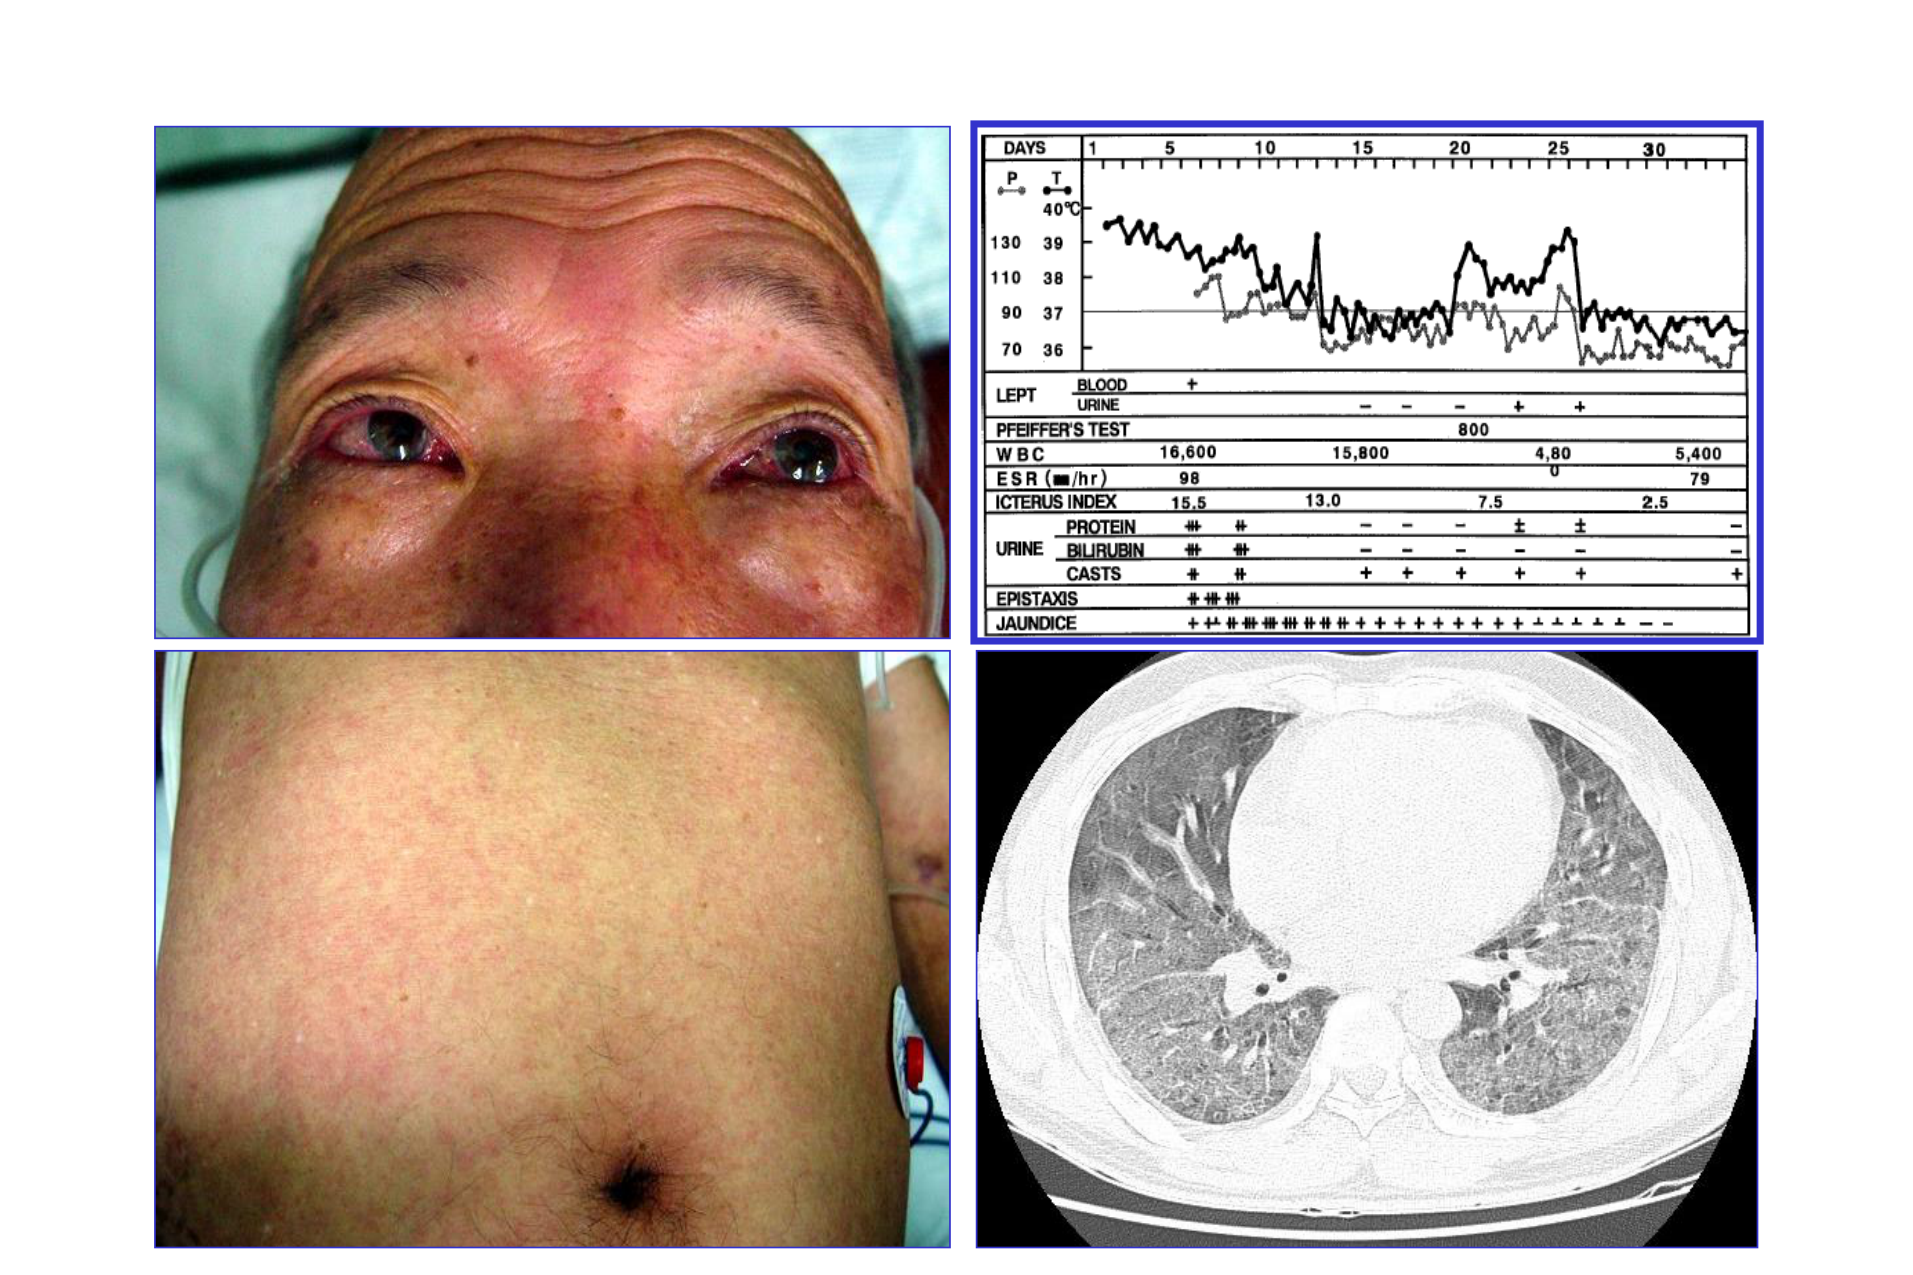 DAYS 1 5 10 15 20 25 30
P T
40°C
130 39
110 38
90 37
70 36
LEPT BLOOD +
URINE − − − + +
PFEIFFER'S TEST 800
WBC 16,600 15,800 4,800 5,400
ESR (㎜/hr) 98 79
ICTERUS INDEX 15.5 13.0 7.5 2.5
URINE PROTEIN ⧻ ⧺ − − − ± ± −
BILIRUBIN ⧻ ⧻ − − − − − −
CASTS ⧺ ⧺ + + + + + +
EPISTAXIS ⧺ ⧻ ⧻
JAUNDICE